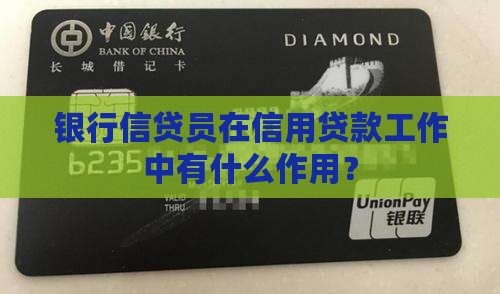 中国银行
BANK OF CHINA
DIAMOND
长城借记卡
银行信贷员在信用贷款工作
6235
中有什么作用？
VALID
THRU
UnionPay
银联